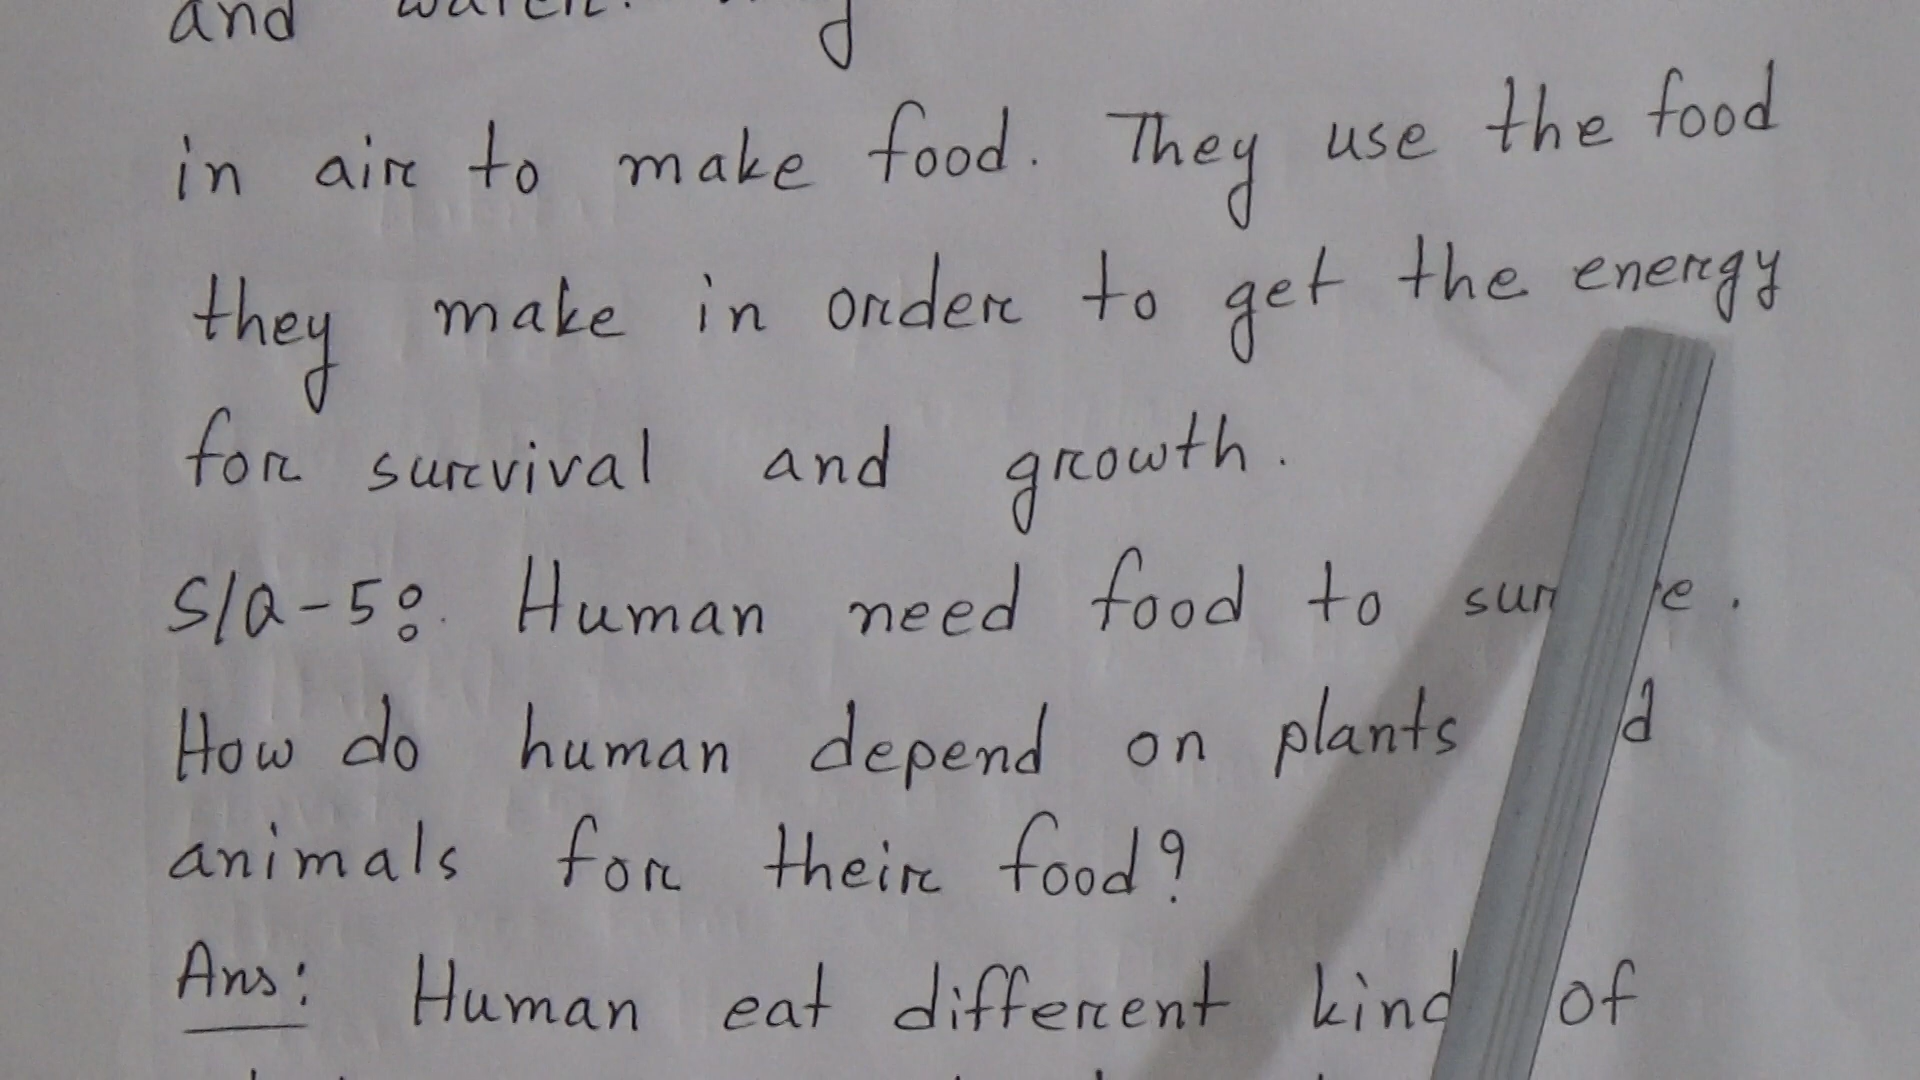 and water.
in air to make food. They use the food
they make in order to get the energy
for survival and growth.
S/Q-5: Human need food to
How do human depend on plants
animals for their food?
Ans: Human eat different kind of